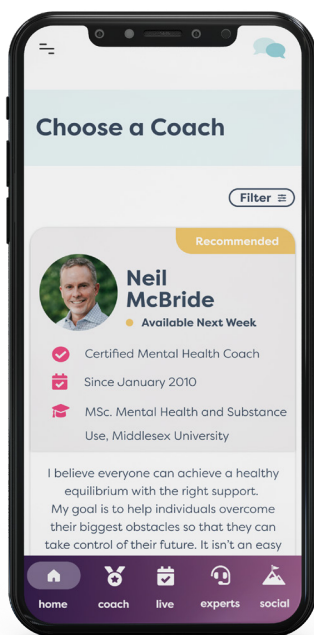 Choose a Coach
Filter
Recommended
Neil
McBride
Available Next Week
Certified Mental Health Coach
Since January 2010
MSc. Mental Health and Substance
Use, Middlesex University
I believe everyone can achieve a healthy
equilibrium with the right support.
My goal is to help individuals overcome
their biggest obstacles so that they can
take control of their future. It isn't an easy
home coach live experts social